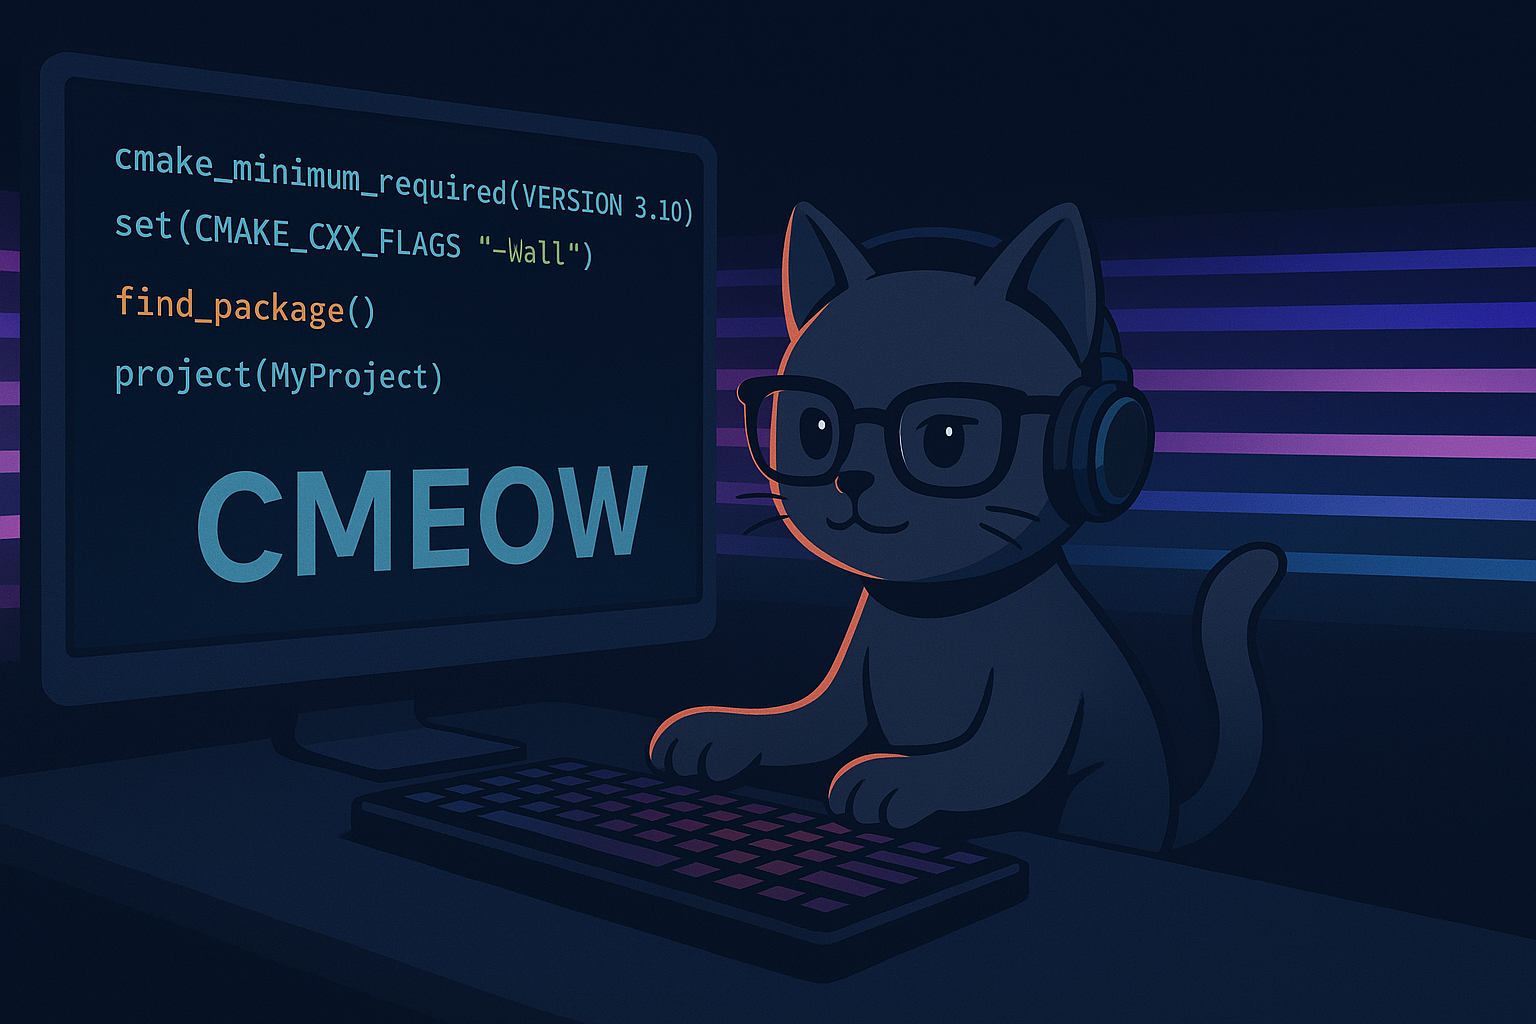 cmake_minimum_required(VERSION 3.10)
set(CMAKE_CXX_FLAGS "-Wall")
find_package()
project(MyProject)
CMEOW